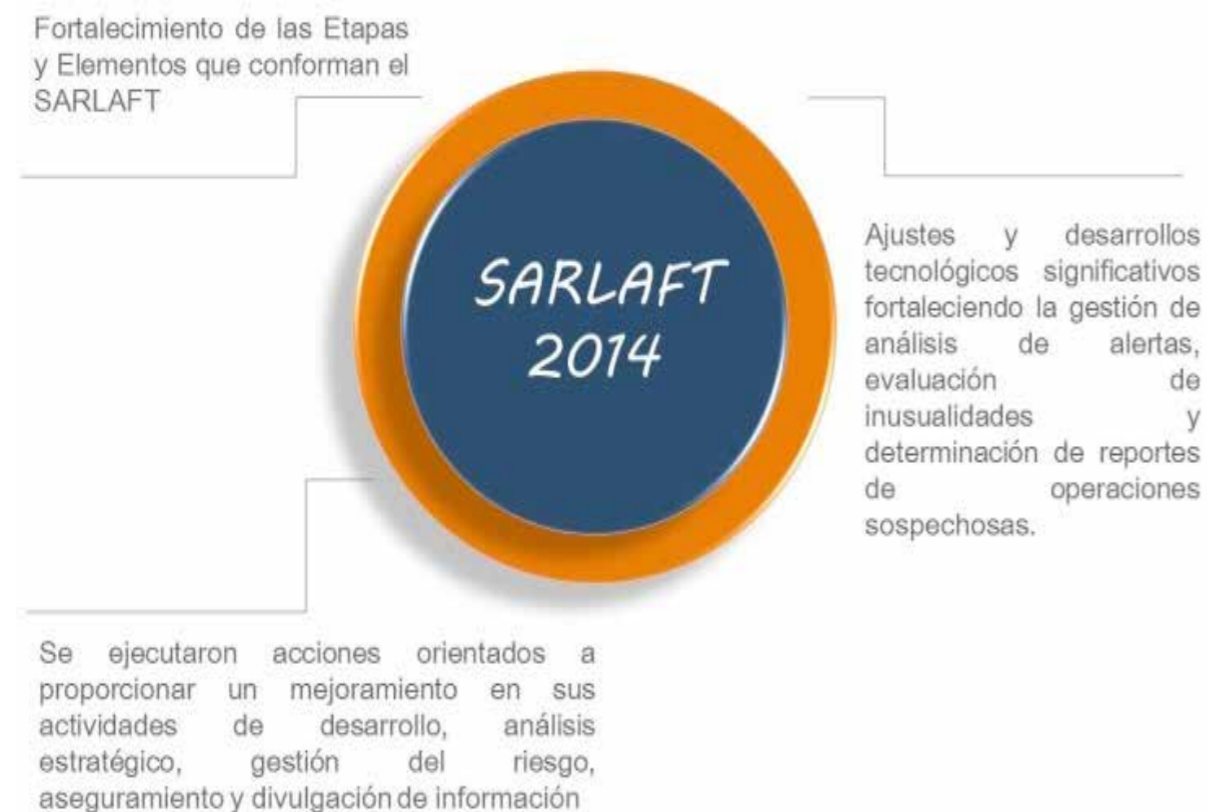 Fortalecimiento de las Etapas
y Elementos que conforman el
SARLAFT
SARLAFT
2014
Ajustes y desarrollos
tecnológicos significativos
fortaleciendo la gestión de
análisis de alertas,
evaluación de
inusualidades y
determinación de reportes
de operaciones
sospechosas.
Se ejecutaron acciones orientados a
proporcionar un mejoramiento en sus
actividades de desarrollo, análisis
estratégico, gestión del riesgo,
aseguramiento y divulgación de información